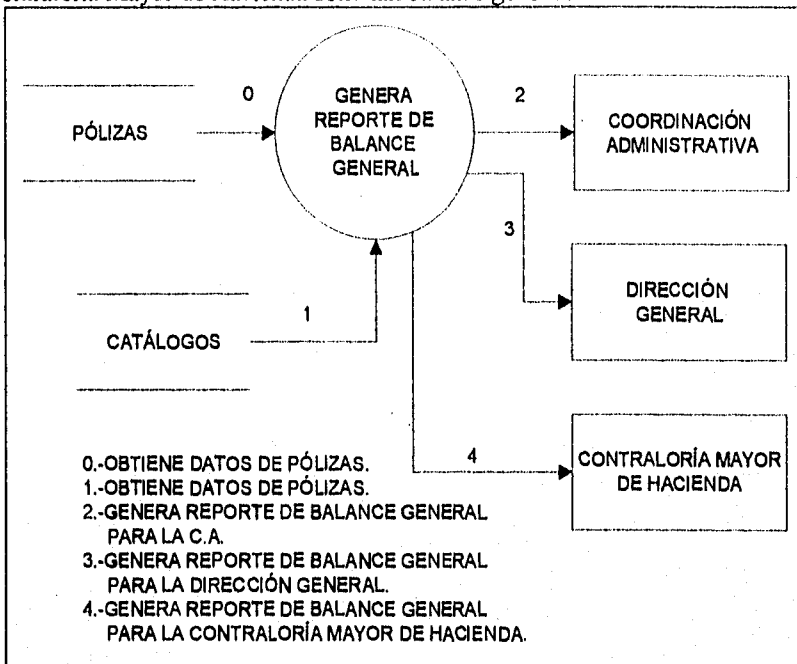 0
GENERA
REPORTE DE
BALANCE
GENERAL
2
PÓLIZAS
COORDINACIÓN
ADMINISTRATIVA
3
DIRECCIÓN
GENERAL
1
CATÁLOGOS
4
CONTRALORÍA MAYOR
DE HACIENDA
0.-OBTIENE DATOS DE PÓLIZAS.
1.-OBTIENE DATOS DE PÓLIZAS.
2.-GENERA REPORTE DE BALANCE GENERAL
PARA LA C.A.
3.-GENERA REPORTE DE BALANCE GENERAL
PARA LA DIRECCIÓN GENERAL.
4.-GENERA REPORTE DE BALANCE GENERAL
PARA LA CONTRALORÍA MAYOR DE HACIENDA.